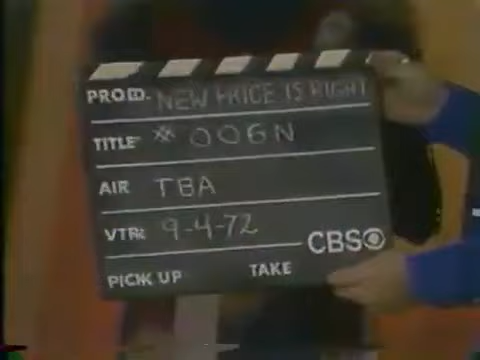 PROD. NEW PRICE IS RIGHT
TITLE # 006N
AIR TBA
VTR: 9-4-72
CBS
PICK UP TAKE